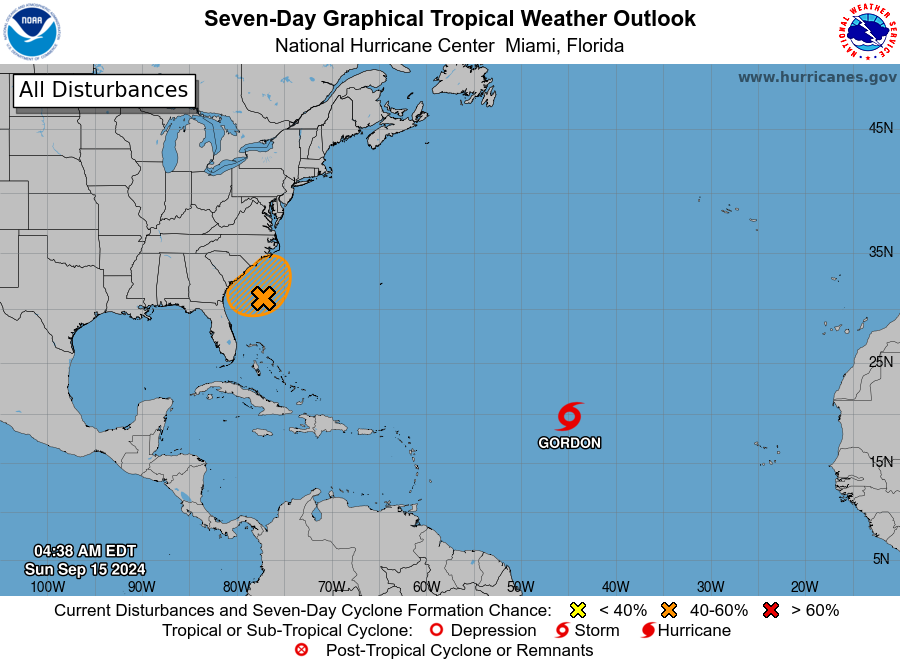 Seven-Day Graphical Tropical Weather Outlook
National Hurricane Center Miami, Florida
NOAA
NATIONAL WEATHER SERVICE
All Disturbances
www.hurricanes.gov
45N
35N
25N
GORDON
15N
04:38 AM EDT
5N
Sun Sep 15 2024
100W 90W 80W 70W 60W 50W 40W 30W 20W
Current Disturbances and Seven-Day Cyclone Formation Chance: < 40% 40-60% > 60%
Tropical or Sub-Tropical Cyclone: Depression Storm Hurricane
Post-Tropical Cyclone or Remnants